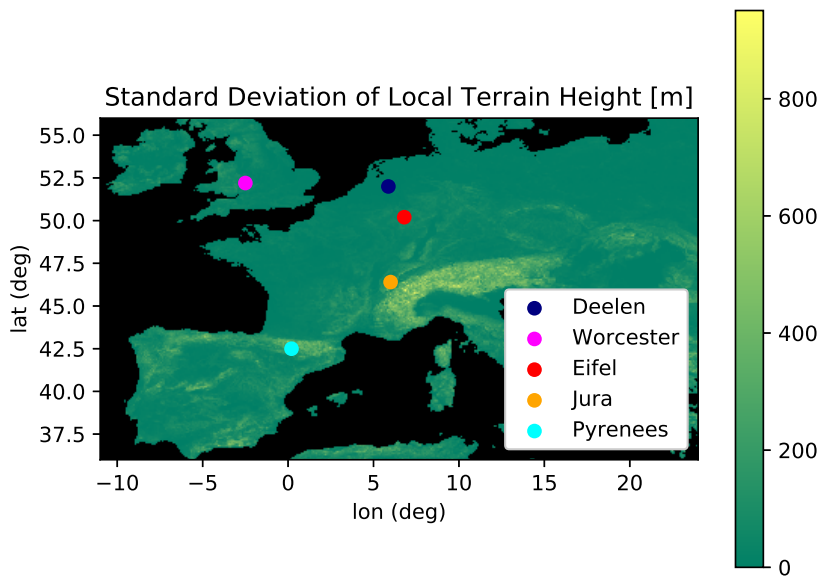 Standard Deviation of Local Terrain Height [m]
55.0
52.5
50.0
47.5
45.0
42.5
40.0
37.5
lat (deg)
−10
−5
0
5
10
15
20
lon (deg)
Deelen
Worcester
Eifel
Jura
Pyrenees
800
600
400
200
0